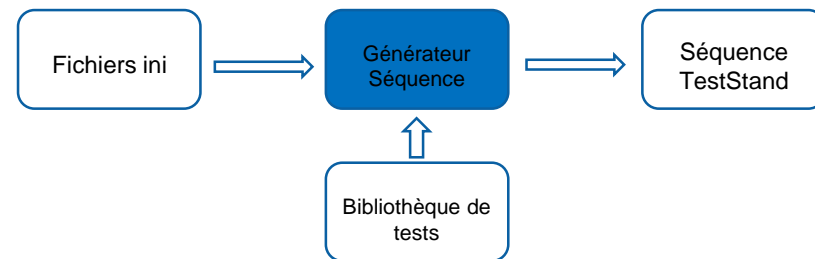 Fichiers ini
Générateur
Séquence
Séquence
TestStand
Bibliothèque de
tests